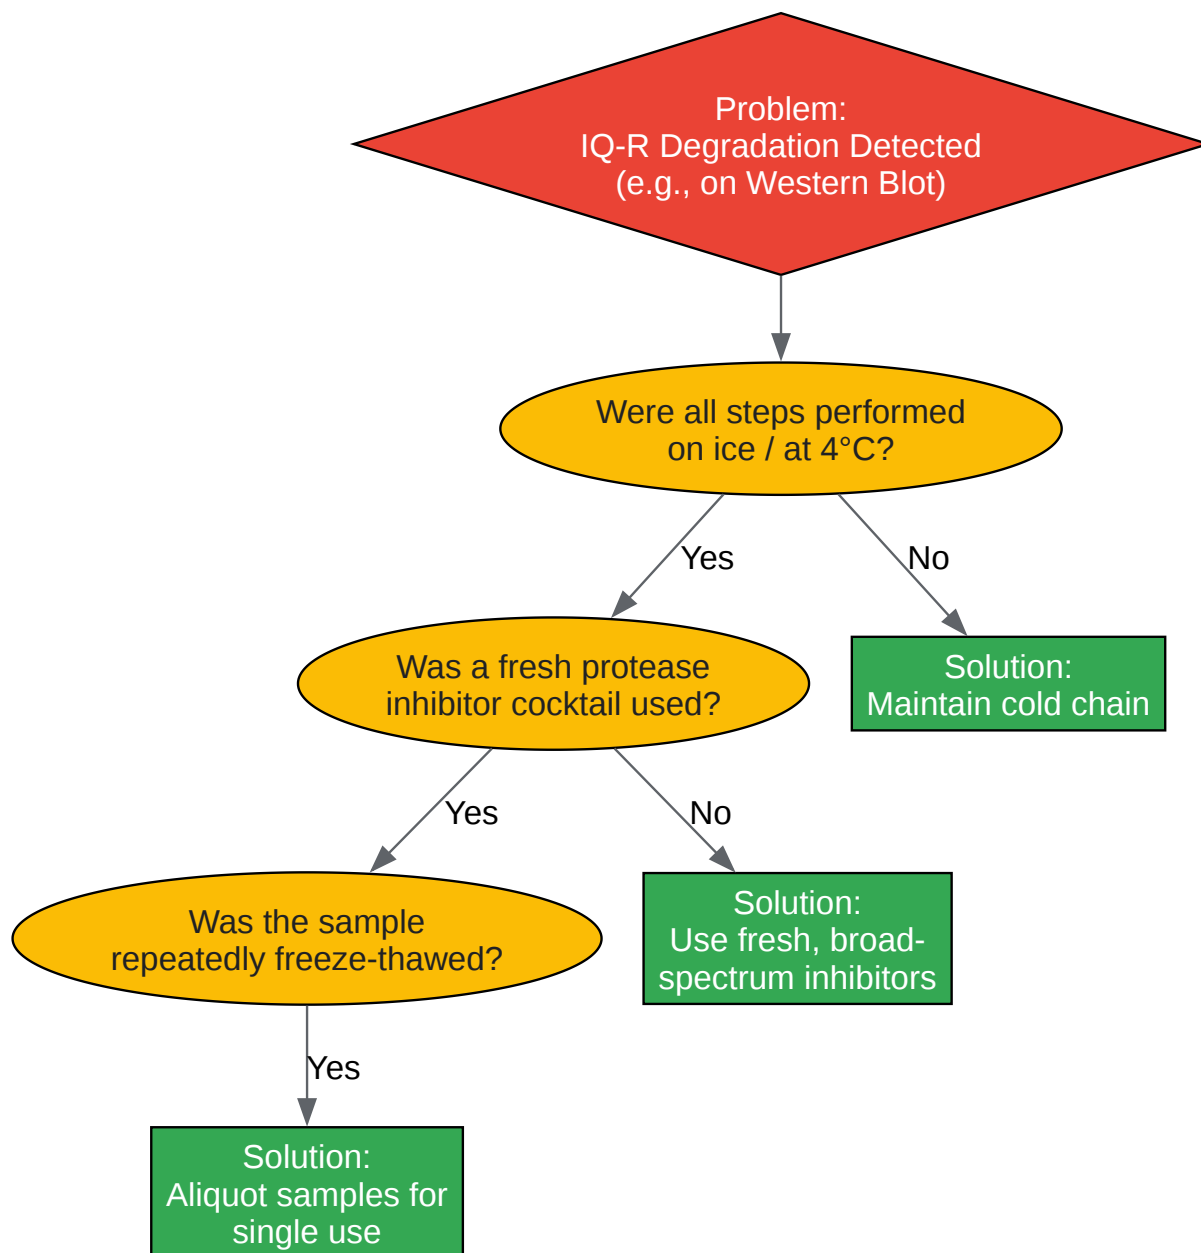 Problem:
IQ-R Degradation Detected
(e.g., on Western Blot)
Were all steps performed
on ice / at 4°C?
Yes
No
Was a fresh protease
inhibitor cocktail used?
Solution:
Maintain cold chain
Yes
No
Was the sample
repeatedly freeze-thawed?
Solution:
Use fresh, broad-
spectrum inhibitors
Yes
Solution:
Aliquot samples for
single use